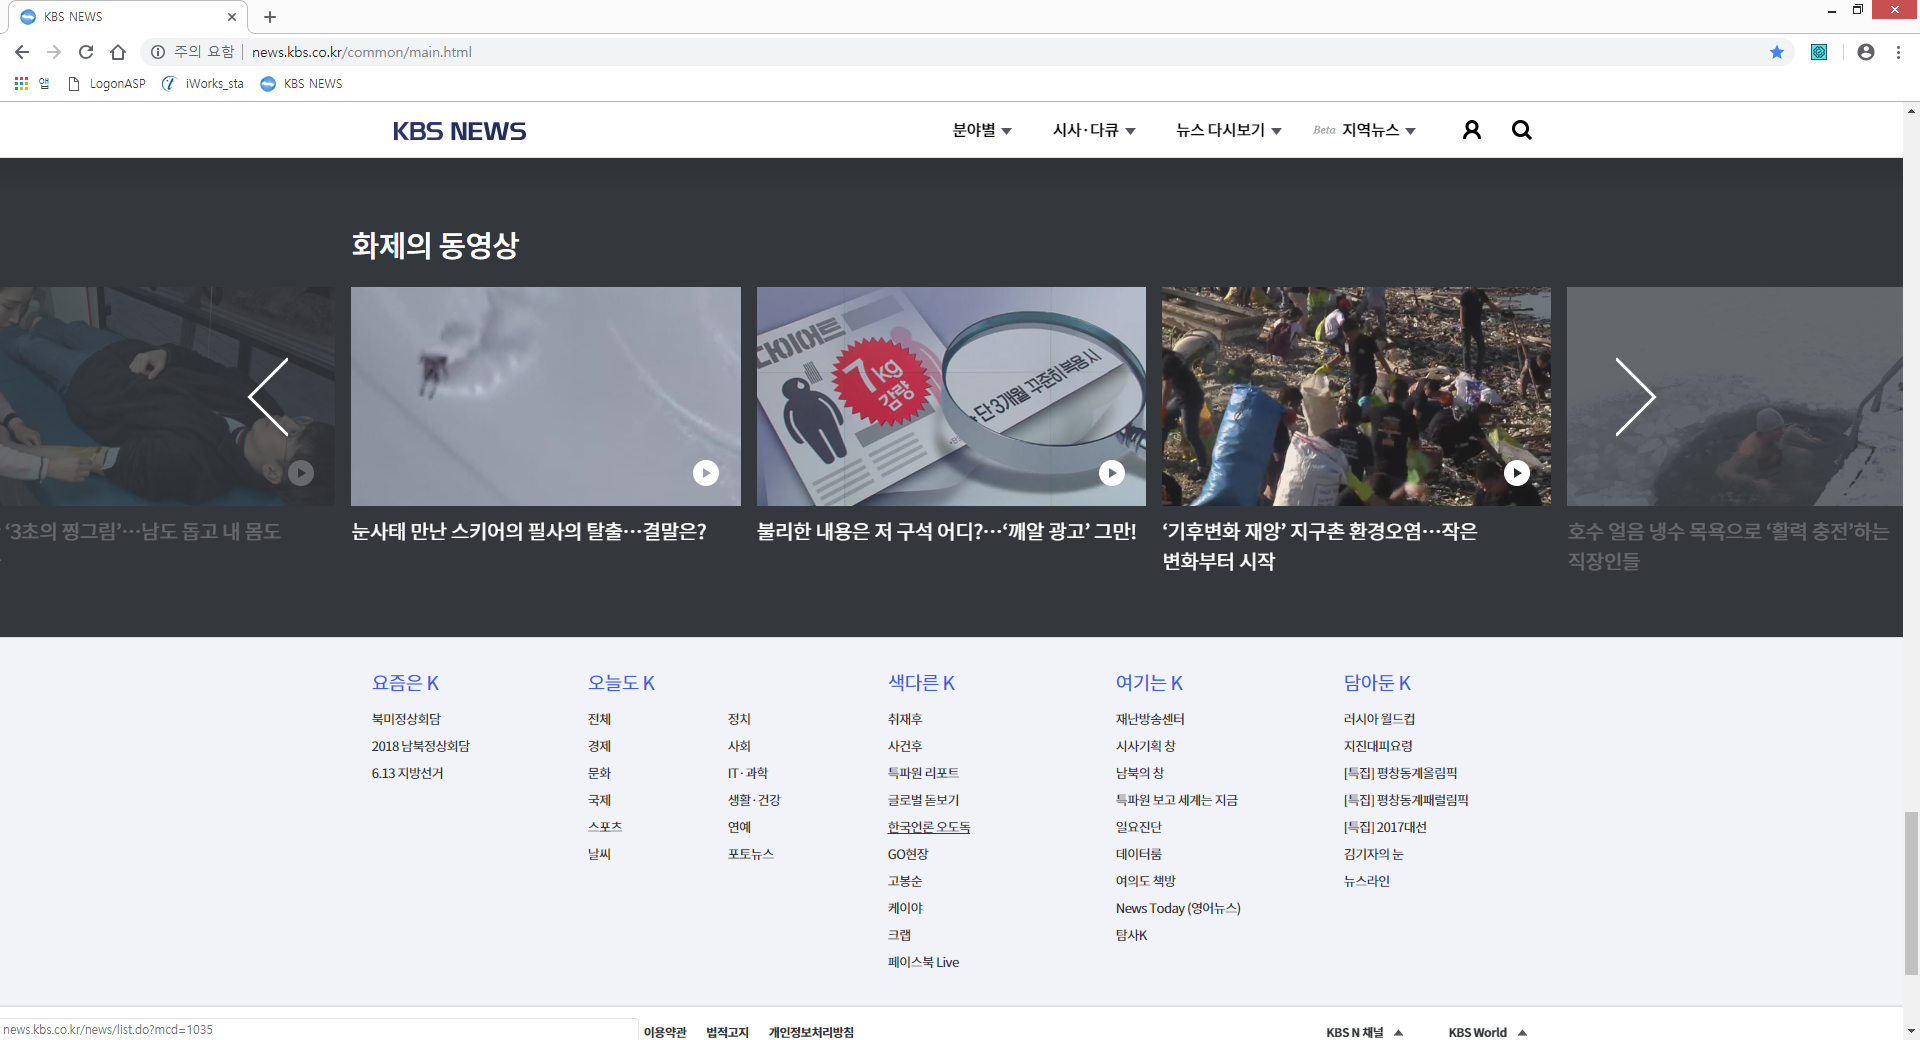 KBS NEWS
주의 요함
news.kbs.co.kr/common/main.html
앱
LogonASP
iWorks_sta
KBS NEWS
KBS NEWS
분야별
시사·다큐
뉴스 다시보기
Beta 지역뉴스
화제의 동영상
다이어트
7kg
감량
단 3개월 꾸준히 복용 시
‘3초의 찡그림’…남도 돕고 내 몸도
눈사태 만난 스키어의 필사의 탈출…결말은?
불리한 내용은 저 구석 어디?…‘깨알 광고’ 그만!
‘기후변화 재앙’ 지구촌 환경오염…작은
변화부터 시작
호수 얼음 냉수 목욕으로 ‘활력 충전’하는
직장인들
요즘은 K
북미정상회담
2018 남북정상회담
6.13 지방선거
오늘도 K
전체
경제
문화
국제
스포츠
날씨
정치
사회
IT·과학
생활·건강
연예
포토뉴스
색다른 K
취재후
사건후
특파원 리포트
글로벌 돋보기
한국언론 오도독
GO현장
고봉순
케이야
크랩
페이스북 Live
여기는 K
재난방송센터
시사기획 창
남북의 창
특파원 보고 세계는 지금
일요진단
데이터룸
여의도 책방
News Today (영어뉴스)
탐사K
담아둔 K
러시아 월드컵
지진대피요령
[특집] 평창동계올림픽
[특집] 평창동계패럴림픽
[특집] 2017대선
김기자의 눈
뉴스라인
news.kbs.co.kr/news/list.do?mcd=1035
이용약관
법적고지
개인정보처리방침
KBS N 채널
KBS World